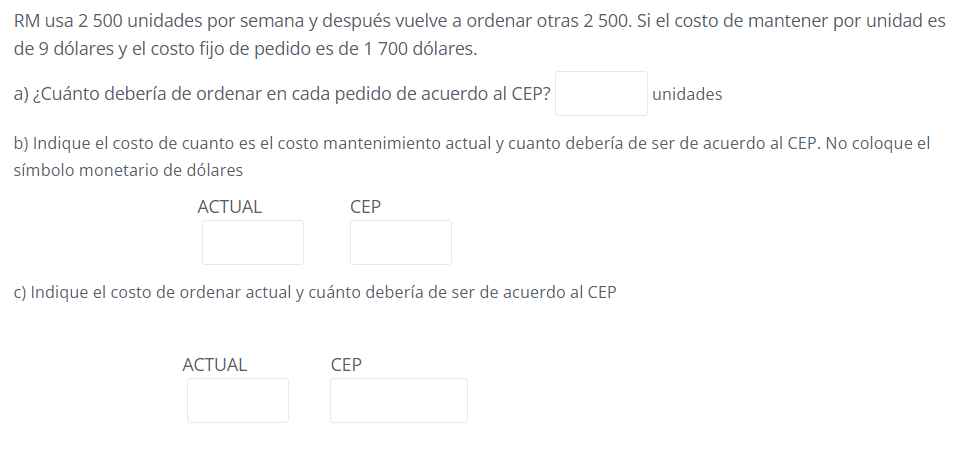 RM usa 2 500 unidades por semana y después vuelve a ordenar otras 2 500. Si el costo de mantener por unidad es
de 9 dólares y el costo fijo de pedido es de 1 700 dólares.
a) ¿Cuánto debería de ordenar en cada pedido de acuerdo al CEP? unidades
b) Indique el costo de cuanto es el costo mantenimiento actual y cuanto debería de ser de acuerdo al CEP. No coloque el
símbolo monetario de dólares
ACTUAL CEP
c) Indique el costo de ordenar actual y cuánto debería de ser de acuerdo al CEP
ACTUAL CEP